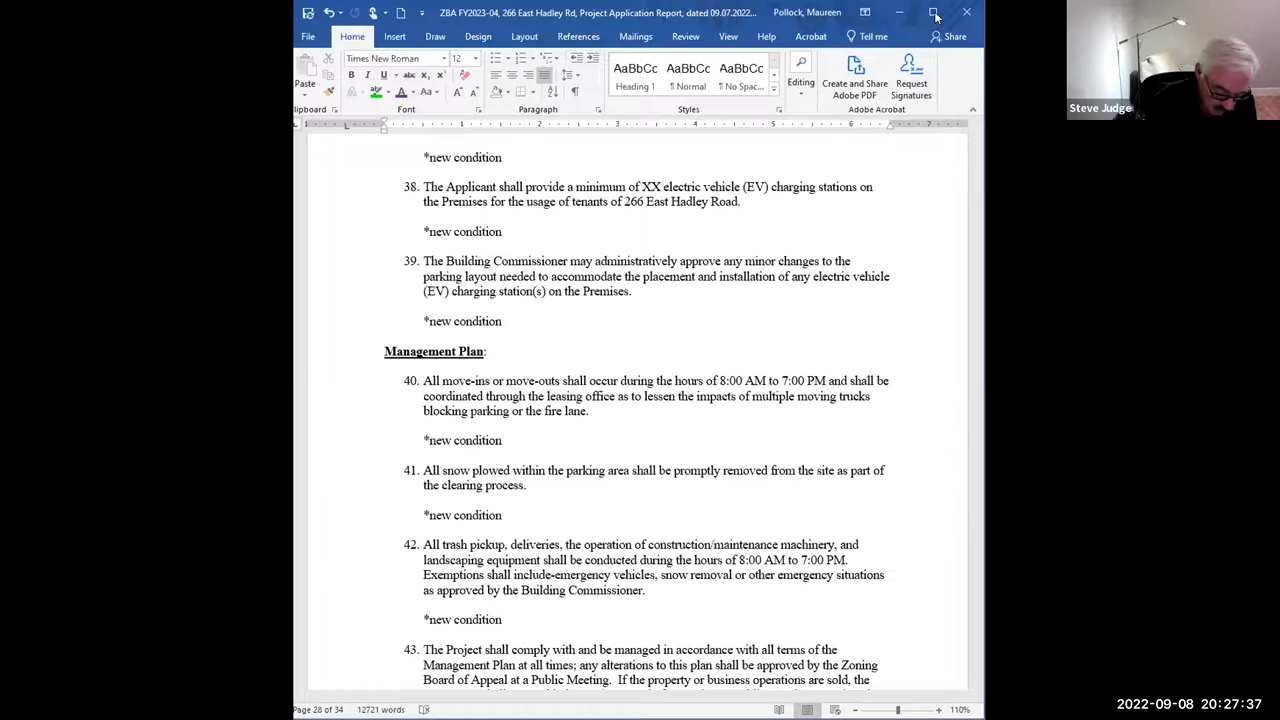 ZBA FY2023-04, 266 East Hadley Rd, Project Application Report, dated 09.07.2022...
Pollock, Maureen
File Home Insert Draw Design Layout References Mailings Review View Help Acrobat Tell me Share
Paste
Times New Roman 12
B I U abc X₂ X²
A Aa A A
AaBbCc AaBbCc AaBbCc
Heading 1 ¶ Normal ¶ No Spac...
Editing
Create and Share Adobe PDF
Request Signatures
lipboard Font Paragraph Styles Adobe Acrobat
1 1 2 3 4 5 6 7
*new condition
38. The Applicant shall provide a minimum of XX electric vehicle (EV) charging stations on
the Premises for the usage of tenants of 266 East Hadley Road.
*new condition
39. The Building Commissioner may administratively approve any minor changes to the
parking layout needed to accommodate the placement and installation of any electric vehicle
(EV) charging station(s) on the Premises.
*new condition
Management Plan:
40. All move-ins or move-outs shall occur during the hours of 8:00 AM to 7:00 PM and shall be
coordinated through the leasing office as to lessen the impacts of multiple moving trucks
blocking parking or the fire lane.
*new condition
41. All snow plowed within the parking area shall be promptly removed from the site as part of
the clearing process.
*new condition
42. All trash pickup, deliveries, the operation of construction/maintenance machinery, and
landscaping equipment shall be conducted during the hours of 8:00 AM to 7:00 PM.
Exemptions shall include-emergency vehicles, snow removal or other emergency situations
as approved by the Building Commissioner.
*new condition
43. The Project shall comply with and be managed in accordance with all terms of the
Management Plan at all times; any alterations to this plan shall be approved by the Zoning
Board of Appeal at a Public Meeting. If the property or business operations are sold, the
Page 28 of 34 12721 words
110%
Steve Judge
2022-09-08 20:27:37